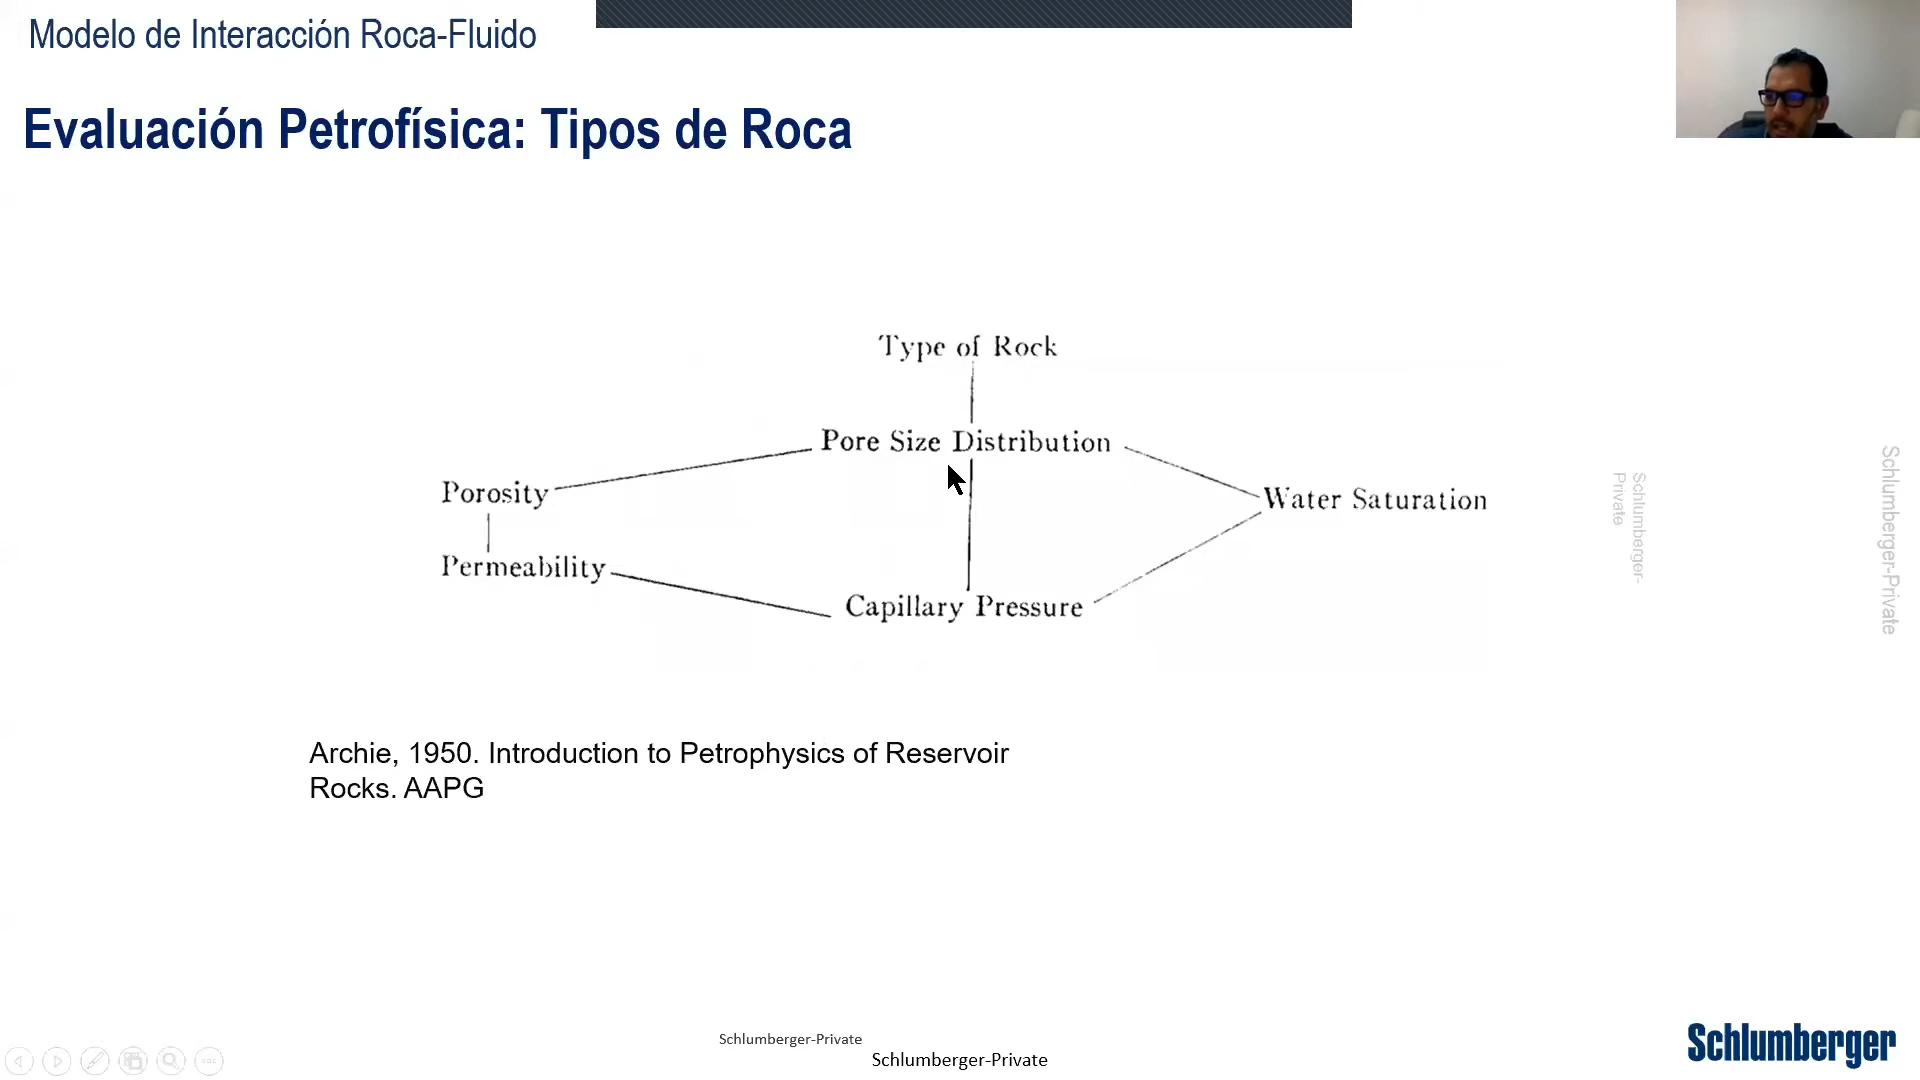 Modelo de Interacción Roca-Fluido
Evaluación Petrofísica: Tipos de Roca
Type of Rock
Pore Size Distribution
Porosity
Water Saturation
Permeability
Capillary Pressure
Schlumberger-
Private
Schlumberger-Private
Archie, 1950. Introduction to Petrophysics of Reservoir
Rocks. AAPG
Schlumberger-Private
Schlumberger-Private
Schlumberger